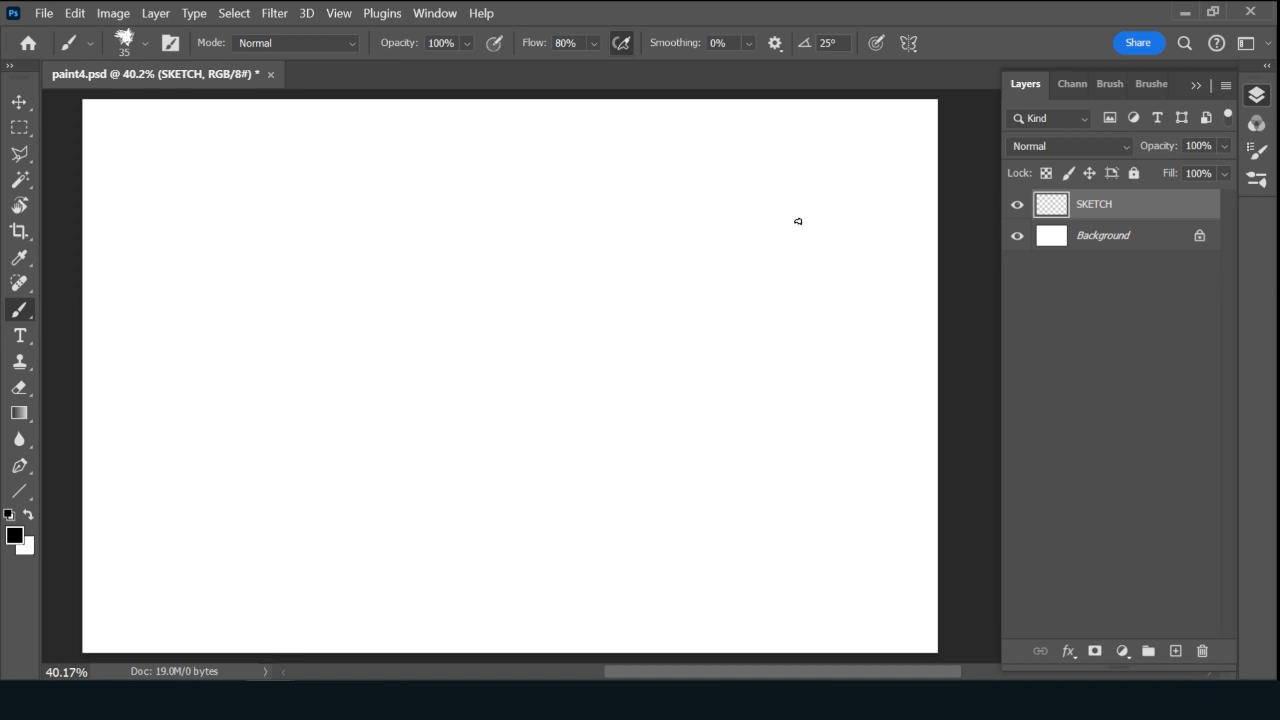 Ps File Edit Image Layer Type Select Filter 3D View Plugins Window Help
35 Mode: Normal Opacity: 100% Flow: 80% Smoothing: 0% 25° Share
paint4.psd @ 40.2% (SKETCH, RGB/8#) *
Layers Chann Brush Brushe
Kind
Normal Opacity: 100%
Lock: Fill: 100%
SKETCH
Background
40.17% Doc: 19.0M/0 bytes